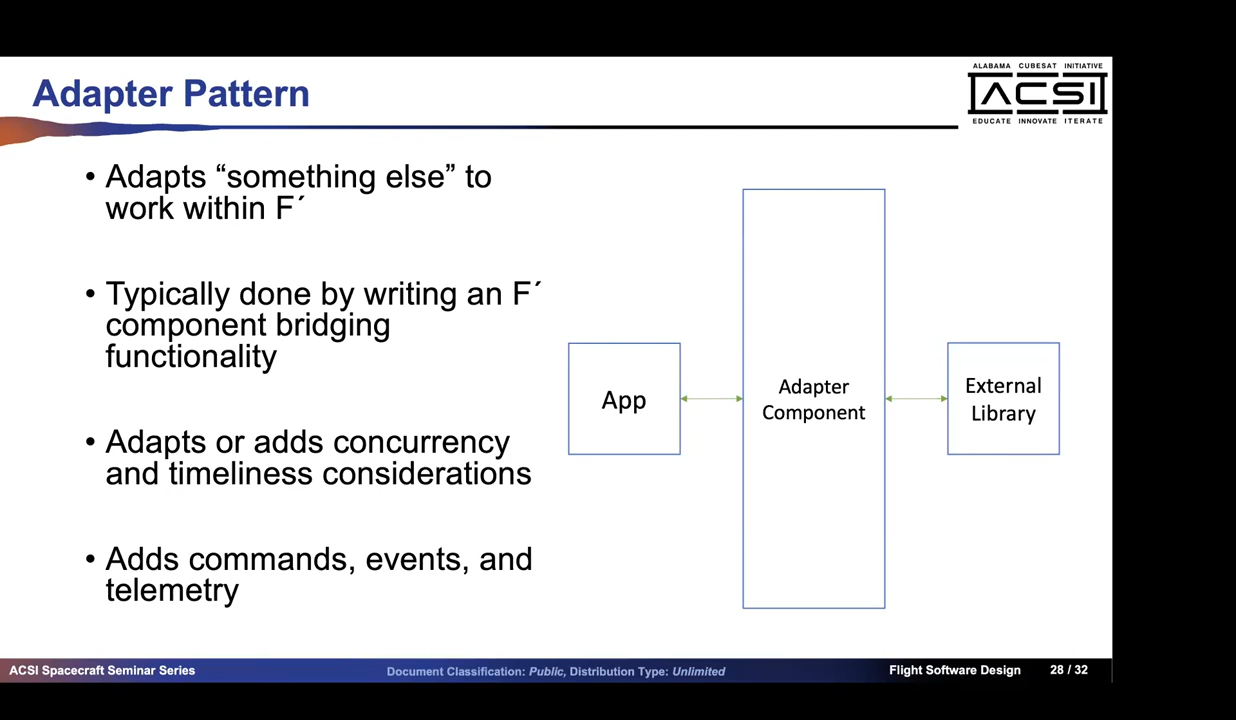 Adapter Pattern
ALABAMA CUBESAT INITIATIVE
ACSI
EDUCATE INNOVATE ITERATE
• Adapts “something else” to
work within F´
• Typically done by writing an F´
component bridging
functionality
• Adapts or adds concurrency
and timeliness considerations
• Adds commands, events, and
telemetry
App
Adapter
Component
External
Library
ACSI Spacecraft Seminar Series
Document Classification: Public, Distribution Type: Unlimited
Flight Software Design
28 / 32